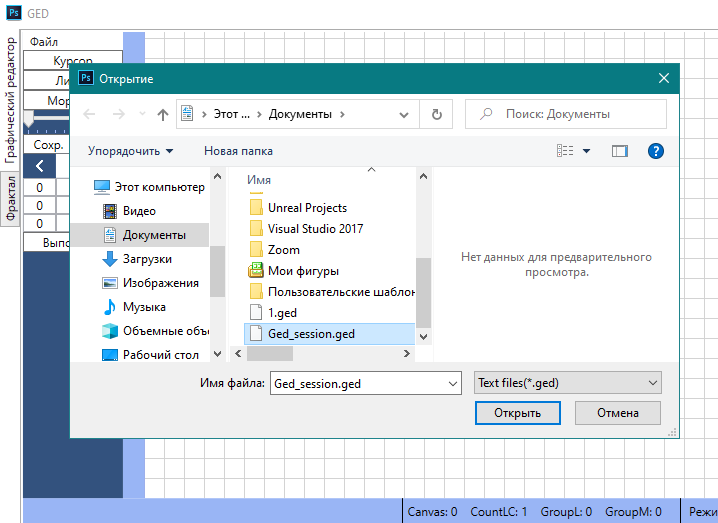 Ps GED
Файл
Графический редактор
Фрактал
Курсор
Ли
Мор
Сохр.
0
0
0
Выпо
Ps Открытие
Этот ... Документы
Поиск: Документы
Упорядочить
Новая папка
?
Этот компьютер
Видео
Документы
Загрузки
Изображения
Музыка
Объемные объе
Рабочий стол
Имя
Unreal Projects
Visual Studio 2017
Zoom
Мои фигуры
Пользовательские шаблон
1.ged
Ged_session.ged
Нет данных для предварительного
просмотра.
Имя файла: Ged_session.ged
Text files(*.ged)
Открыть
Отмена
Canvas: 0 CountLC: 1 GroupL: 0 GroupM: 0 Режи